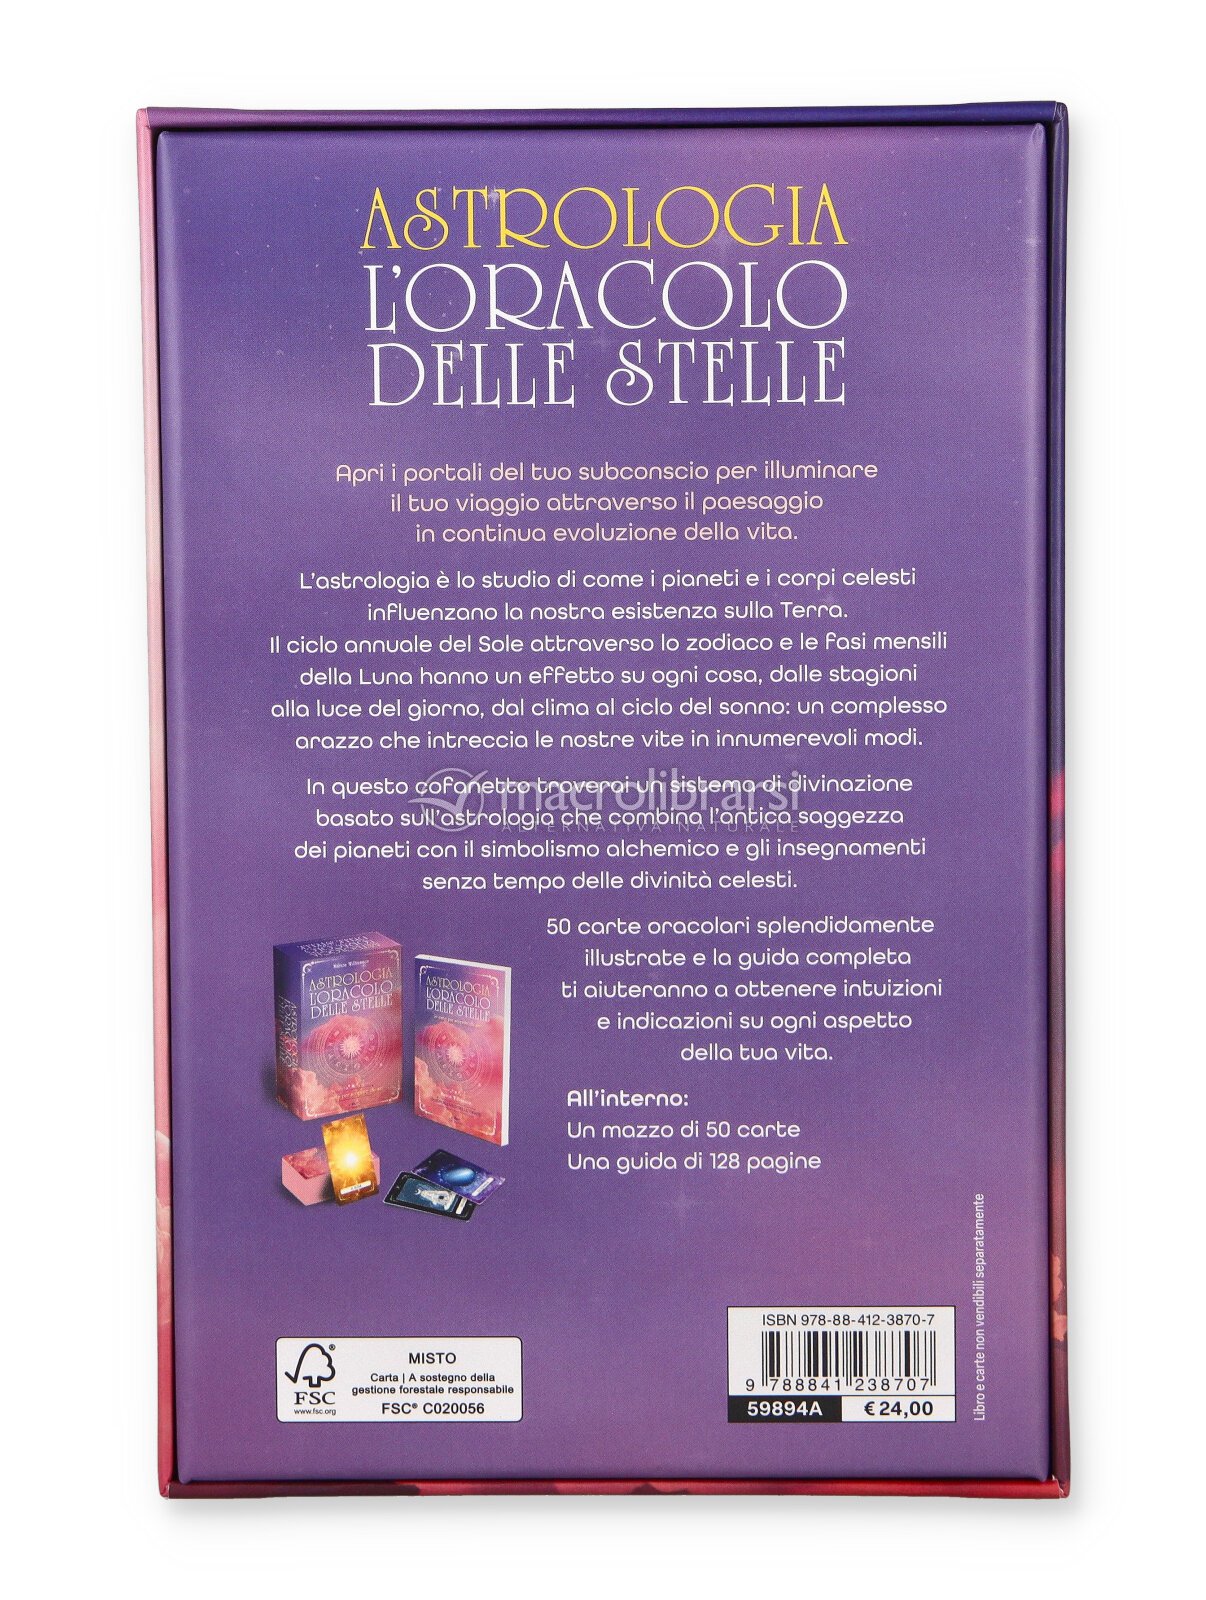 ASTROLOGIA
L'ORACOLO
DELLE STELLE
Apri i portali del tuo subconscio per illuminare
il tuo viaggio attraverso il paesaggio
in continua evoluzione della vita.
L'astrologia è lo studio di come i pianeti e i corpi celesti
influenzano la nostra esistenza sulla Terra.
Il ciclo annuale del Sole attraverso lo zodiaco e le fasi mensili
della Luna hanno un effetto su ogni cosa, dalle stagioni
alla luce del giorno, dal clima al ciclo del sonno: un complesso
arazzo che intreccia le nostre vite in innumerevoli modi.
In questo cofanetto troverai un sistema di divinazione
macrolibrarsi
basato sull'astrologia che combina l'antica saggezza
ALTERNATIVA NATURALE
dei pianeti con il simbolismo alchemico e gli insegnamenti
senza tempo delle divinità celesti.
50 carte oracolari splendidamente
illustrate e la guida completa
ti aiuteranno a ottenere intuizioni
e indicazioni su ogni aspetto
della tua vita.
ASTROLOGIA
L'ORACOLO
DELLE STELLE
ASTROLOGIA
L'ORACOLO
DELLE STELLE
All'interno:
Un mazzo di 50 carte
Una guida di 128 pagine
Libro e carte non vendibili separatamente
FSC
www.fsc.org
MISTO
Carta | A sostegno della
gestione forestale responsabile
FSC® C020056
ISBN 978-88-412-3870-7
9 788841 238707
59894A
€ 24,00